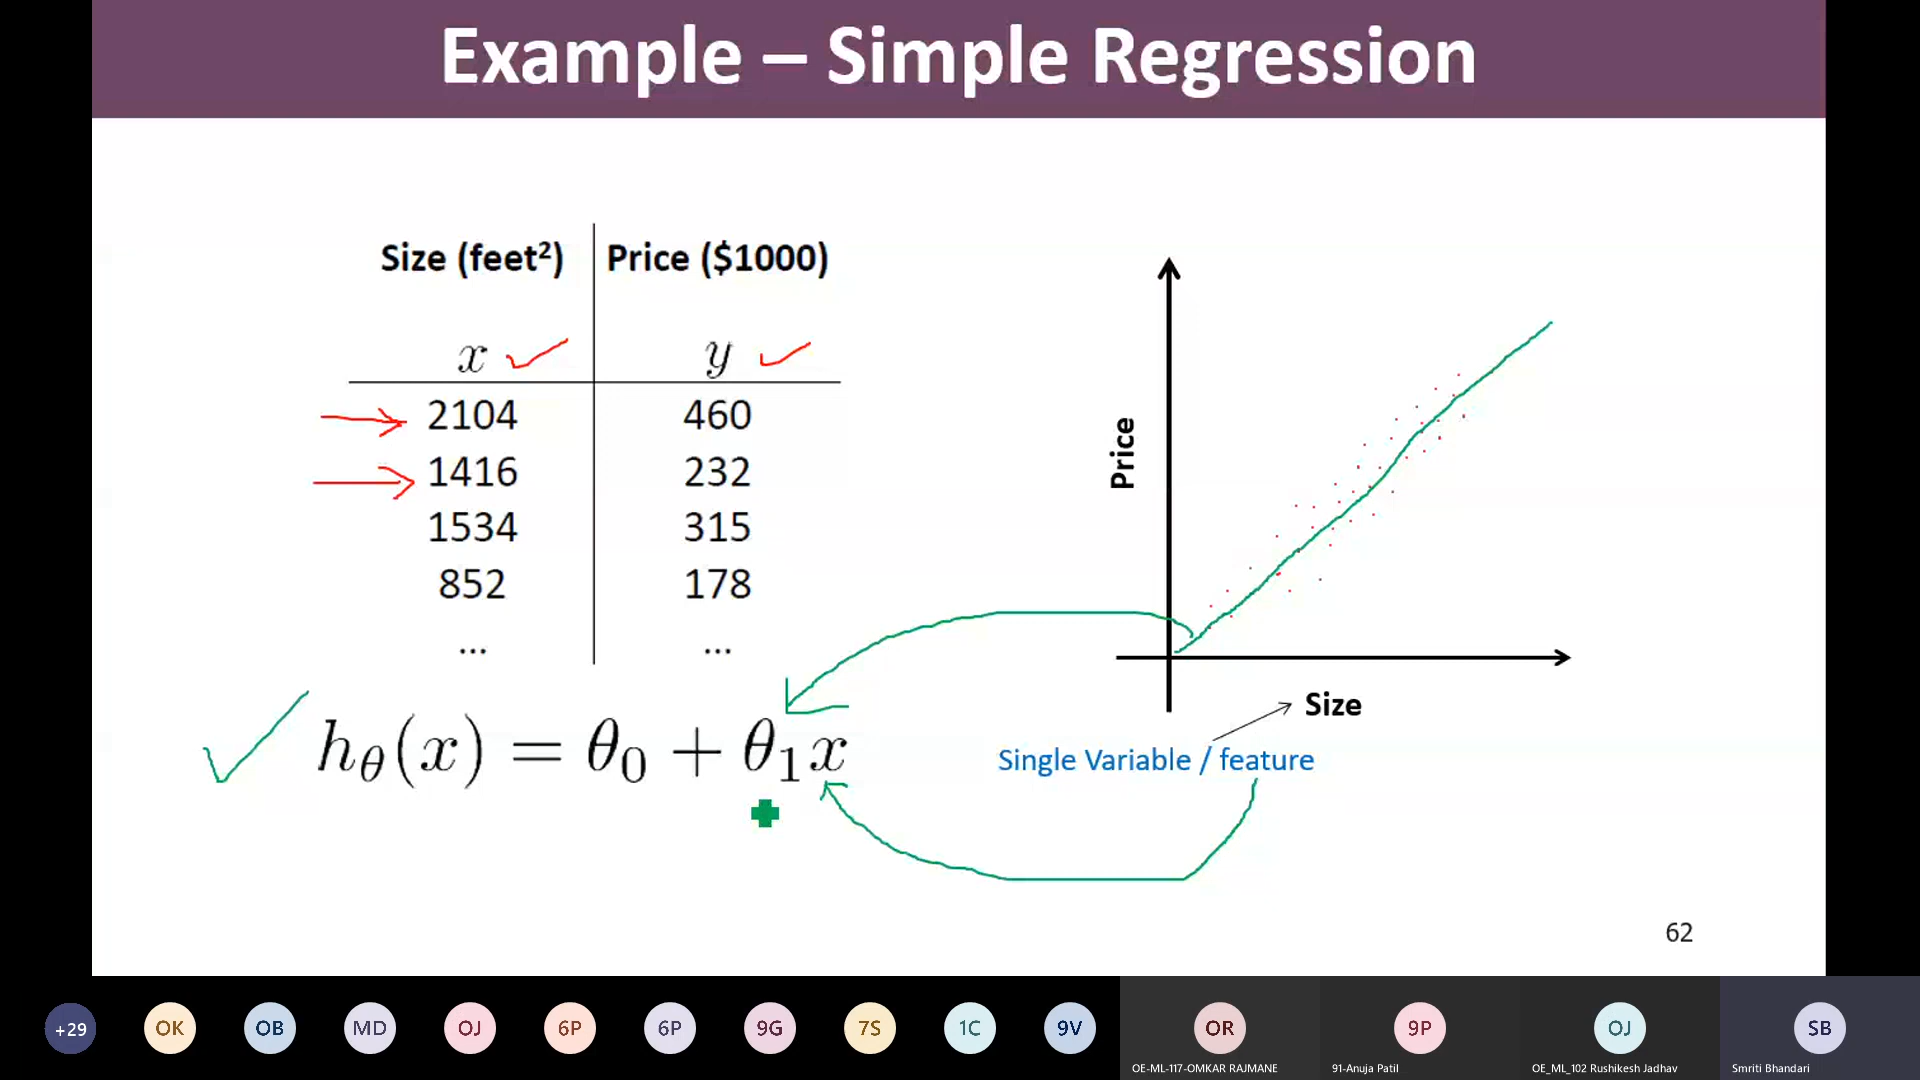 Example – Simple Regression
Size (feet²) Price ($1000)
x y
2104 460
1416 232
1534 315
852 178
... ...
Price
Size
Single Variable / feature
hθ(x) = θ0 + θ1x
62
+29 OK OB MD OJ 6P 6P 9G 7S 1C 9V OR 9P OJ SB
OE-ML-117-OMKAR RAJMANE 91-Anuja Patil OE_ML_102 Rushikesh Jadhav Smriti Bhandari